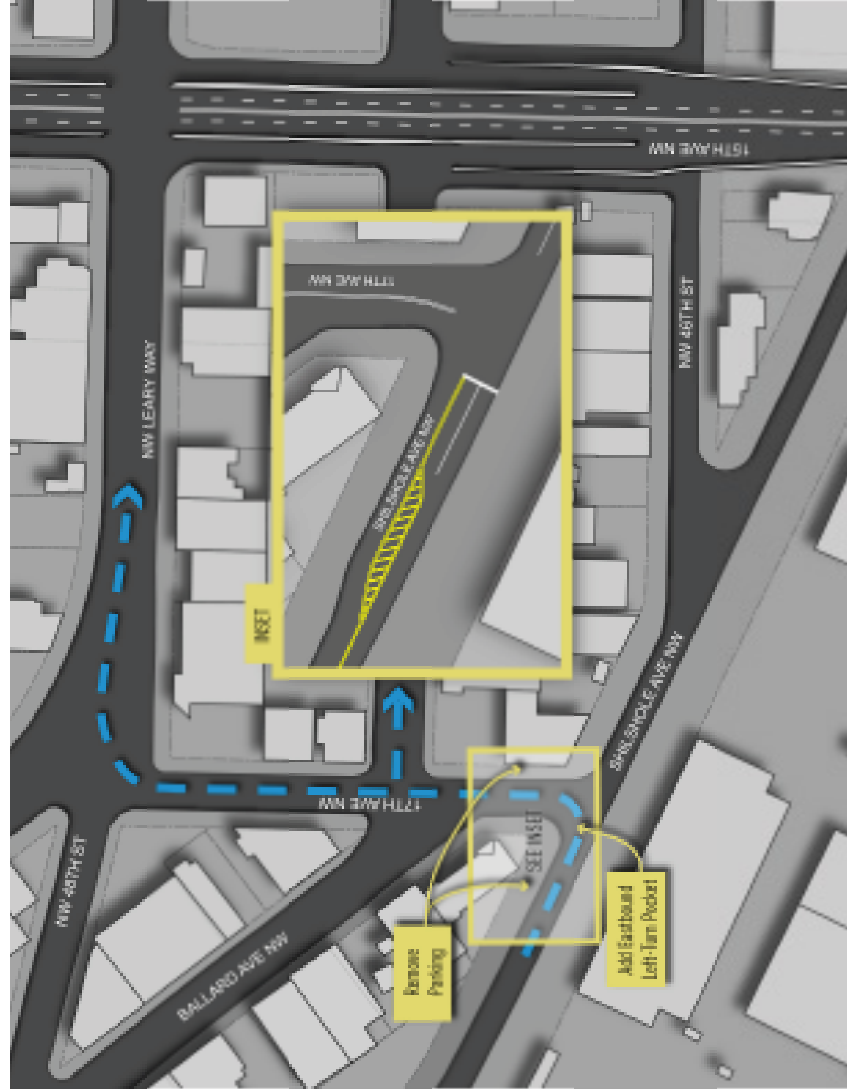 NW 48TH ST
NW LEARY WAY
BALLARD AVE NW
INSET
17TH AVE NW
17TH AVE NW
SHILSHOLE AVE NW
Remove
Parking
SEE INSET
Add Eastbound
Left-Turn Pocket
SHILSHOLE AVE NW
NW 46TH ST
15TH AVE NW